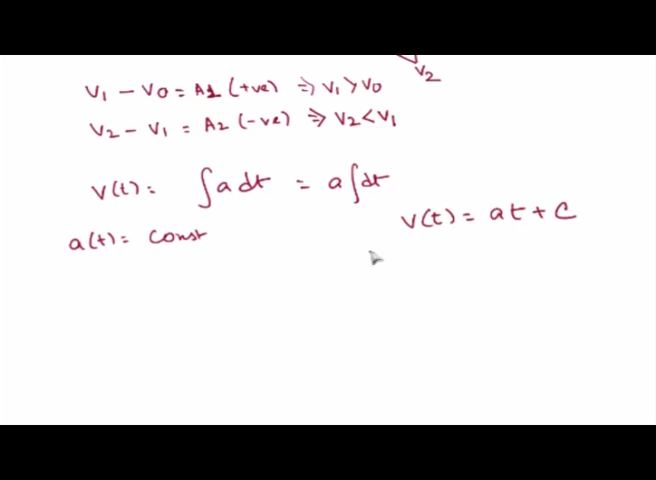 V2
V1 - V0 = A1 (+ve) ⇒ V1 > V0
V2 - V1 = A2 (-ve) ⇒ V2 < V1
V(t) = ∫a dt = a∫dt
a(t) = const
V(t) = at + C